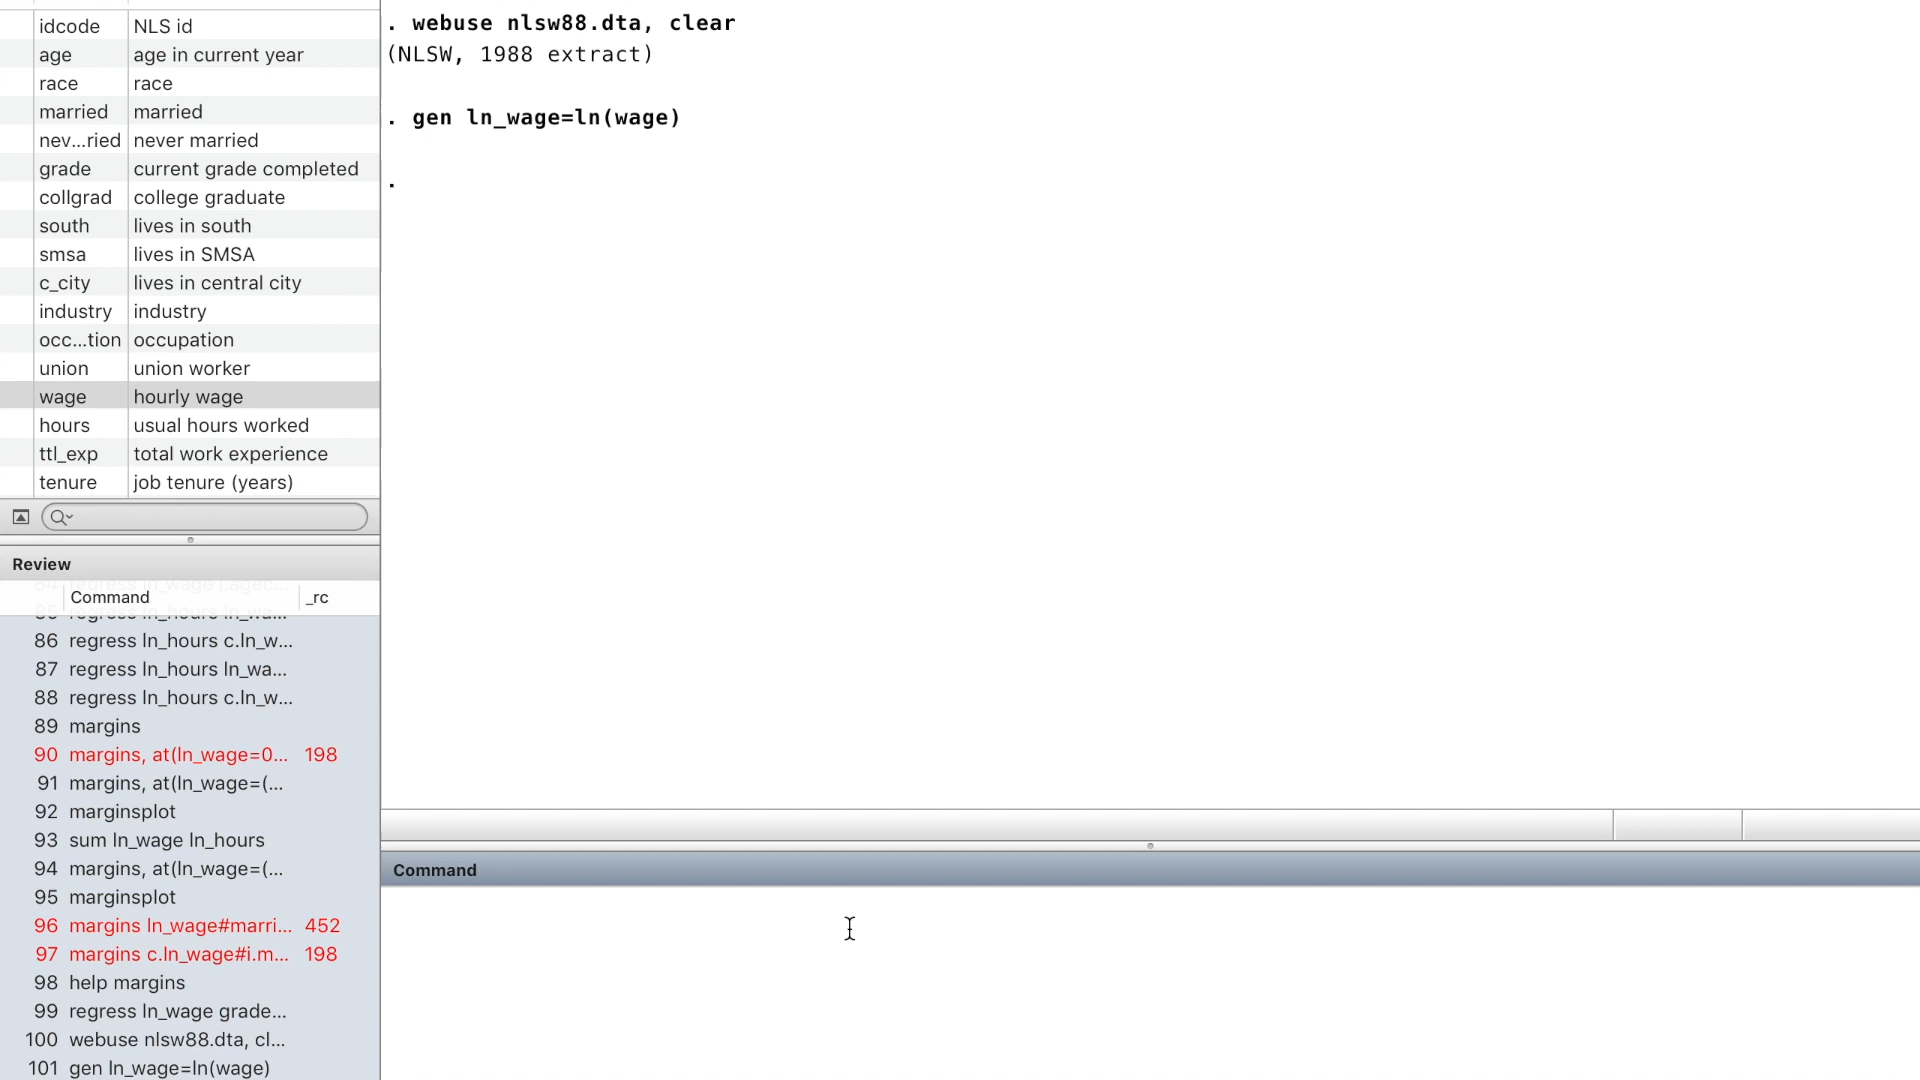 idcode NLS id
age age in current year
race race
married married
nev...ried never married
grade current grade completed
collgrad college graduate
south lives in south
smsa lives in SMSA
c_city lives in central city
industry industry
occ...tion occupation
union union worker
wage hourly wage
hours usual hours worked
ttl_exp total work experience
tenure job tenure (years)
Review
Command _rc
86 regress ln_hours c.ln_w...
87 regress ln_hours ln_wa...
88 regress ln_hours c.ln_w...
89 margins
90 margins, at(ln_wage=0... 198
91 margins, at(ln_wage=(...
92 marginsplot
93 sum ln_wage ln_hours
94 margins, at(ln_wage=(...
95 marginsplot
96 margins ln_wage#marri... 452
97 margins c.ln_wage#i.m... 198
98 help margins
99 regress ln_wage grade...
100 webuse nlsw88.dta, cl...
101 gen ln_wage=ln(wage)
. webuse nlsw88.dta, clear
(NLSW, 1988 extract)
. gen ln_wage=ln(wage)
.
Command